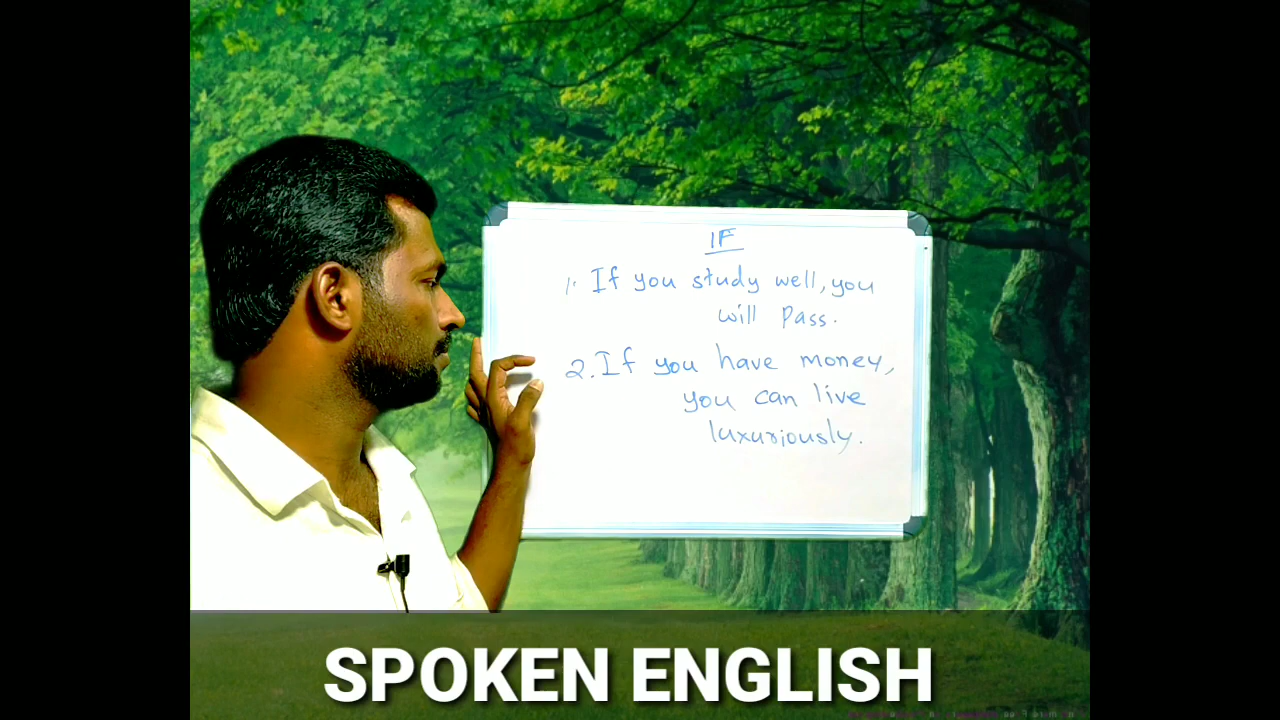 IF
1. If you study well, you
will pass.
2. If you have money,
you can live
luxuriously.
SPOKEN ENGLISH